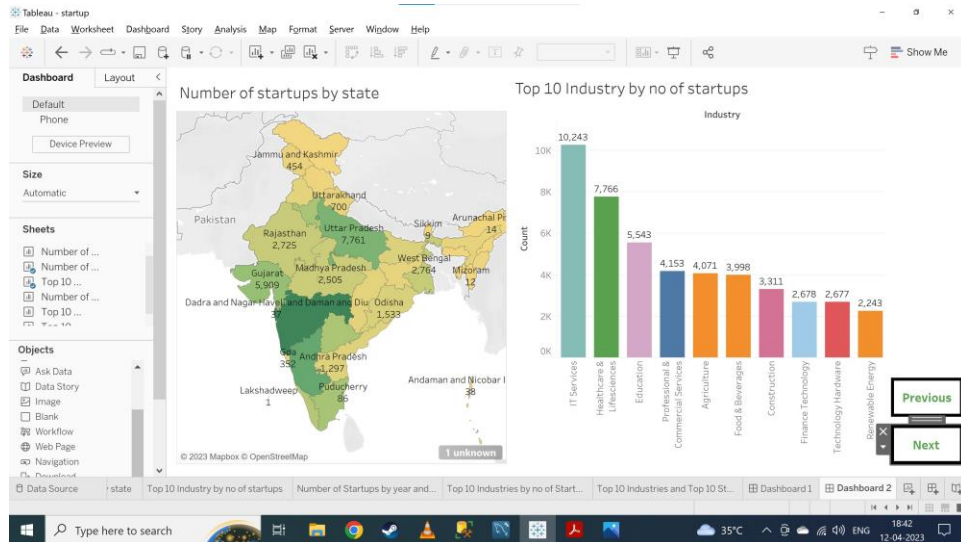 Tableau - startup
File Data Worksheet Dashboard Story Analysis Map Format Server Window Help
Show Me
Dashboard Layout
Default
Phone
Device Preview
Size
Automatic
Sheets
Number of ...
Number of ...
Top 10 ...
Number of ...
Top 10 ...
Top 10
Objects
Ask Data
Data Story
Image
Blank
Workflow
Web Page
Navigation
Download
Number of startups by state
Jammu and Kashmir
454
Uttarakhand
700
Pakistan
Rajasthan
2,725
Uttar Pradesh
7,761
Sikkim
9
Arunachal Pr
14
Gujarat
5,909
Madhya Pradesh
2,505
West Bengal
2,764
Mizoram
12
Dadra and Nagar Haveli and Daman and Diu
37
Odisha
1,533
Goa
352
Andhra Pradesh
1,297
Lakshadweep
1
Puducherry
86
Andaman and Nicobar I
38
© 2023 Mapbox © OpenStreetMap
1 unknown
Top 10 Industry by no of startups
Industry
Count
10K
8K
6K
4K
2K
0K
10,243
7,766
5,543
4,153
4,071
3,998
3,311
2,678
2,677
2,243
IT Services
Healthcare &
Lifesciences
Education
Professional &
Commercial Services
Agriculture
Food & Beverages
Construction
Finance Technology
Technology Hardware
Renewable Energy
Previous
Next
Data Source
state
Top 10 Industry by no of startups
Number of Startups by year and...
Top 10 Industries by no of Start...
Top 10 Industries and Top 10 St...
Dashboard 1
Dashboard 2
Type here to search
35°C
ENG
18:42
12-04-2023